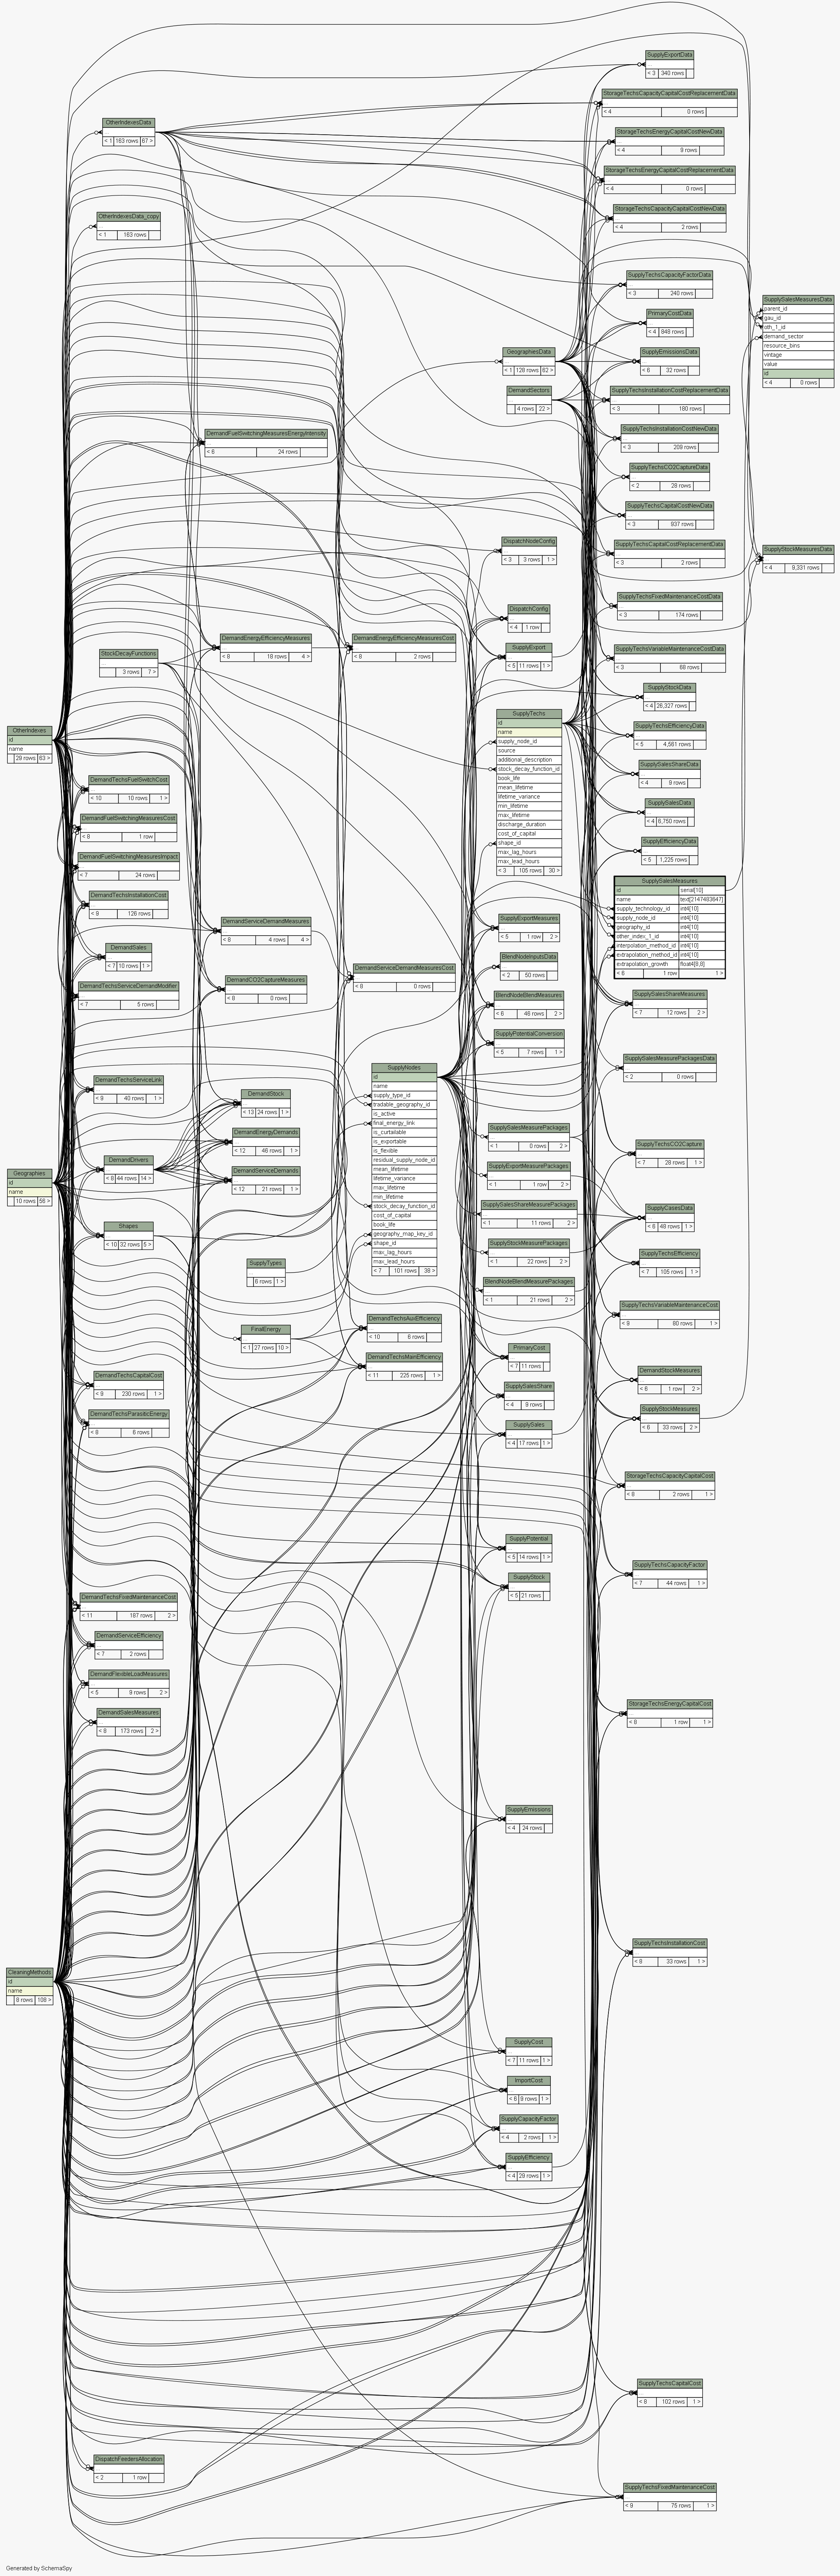 SupplyExportData
...
< 3 340 rows
StorageTechsCapacityCapitalCostReplacementData
...
< 4 0 rows
OtherIndexesData
...
< 1 163 rows 67 >
StorageTechsEnergyCapitalCostNewData
...
< 4 9 rows
StorageTechsEnergyCapitalCostReplacementData
...
< 4 0 rows
StorageTechsCapacityCapitalCostNewData
...
< 4 2 rows
OtherIndexesData_copy
...
< 1 163 rows
SupplyTechsCapacityFactorData
...
< 3 240 rows
SupplySalesMeasuresData
parent_id
gau_id
oth_1_id
demand_sector
resource_bins
vintage
value
id
< 4 0 rows
PrimaryCostData
...
< 4 848 rows
GeographiesData
...
< 1 128 rows 62 >
SupplyEmissionsData
...
< 6 32 rows
DemandSectors
...
4 rows 22 >
SupplyTechsInstallationCostReplacementData
...
< 3 180 rows
DemandFuelSwitchingMeasuresEnergyIntensity
...
< 6 24 rows
SupplyTechsInstallationCostNewData
...
< 3 209 rows
SupplyTechsCO2CaptureData
...
< 2 28 rows
SupplyTechsCapitalCostNewData
...
< 3 937 rows
DispatchNodeConfig
...
< 3 3 rows 1 >
SupplyTechsCapitalCostReplacementData
...
< 3 2 rows
SupplyStockMeasuresData
...
< 4 9,331 rows
SupplyTechsFixedMaintenanceCostData
...
< 3 174 rows
DispatchConfig
...
< 4 1 row
DemandEnergyEfficiencyMeasures
...
< 8 18 rows 4 >
DemandEnergyEfficiencyMeasuresCost
...
< 8 2 rows
SupplyExport
...
< 5 11 rows 1 >
SupplyTechsVariableMaintenanceCostData
...
< 3 68 rows
StockDecayFunctions
...
3 rows 7 >
SupplyStockData
...
< 4 26,327 rows
SupplyTechs
id
name
supply_node_id
source
additional_description
stock_decay_function_id
book_life
mean_lifetime
lifetime_variance
min_lifetime
max_lifetime
discharge_duration
cost_of_capital
shape_id
max_lag_hours
max_lead_hours
< 3 105 rows 30 >
SupplyTechsEfficiencyData
...
< 5 4,561 rows
OtherIndexes
id
name
29 rows 83 >
SupplySalesShareData
...
< 4 9 rows
DemandTechsFuelSwitchCost
...
< 10 10 rows 1 >
SupplySalesData
...
< 4 6,750 rows
DemandFuelSwitchingMeasuresCost
...
< 8 1 row
SupplyEfficiencyData
...
< 5 1,225 rows
DemandFuelSwitchingMeasuresImpact
...
< 7 24 rows
SupplySalesMeasures
id serial[10]
name text[2147483647]
supply_technology_id int4[10]
supply_node_id int4[10]
geography_id int4[10]
other_index_1_id int4[10]
interpolation_method_id int4[10]
extrapolation_method_id int4[10]
extrapolation_growth float4[8,8]
< 6 1 row 1 >
DemandTechsInstallationCost
...
< 9 126 rows
DemandServiceDemandMeasures
...
< 8 4 rows 4 >
SupplyExportMeasures
...
< 5 1 row 2 >
DemandSales
...
< 7 10 rows 1 >
BlendNodeInputsData
...
< 2 50 rows
DemandServiceDemandMeasuresCost
...
< 8 0 rows
DemandCO2CaptureMeasures
...
< 8 0 rows
DemandTechsServiceDemandModifier
...
< 7 5 rows
BlendNodeBlendMeasures
...
< 6 46 rows 2 >
SupplySalesShareMeasures
...
< 7 12 rows 2 >
SupplyPotentialConversion
...
< 5 7 rows 1 >
SupplySalesMeasurePackagesData
...
< 2 0 rows
SupplyNodes
id
name
supply_type_id
tradable_geography_id
is_active
final_energy_link
is_curtailable
is_exportable
is_flexible
residual_supply_node_id
mean_lifetime
lifetime_variance
max_lifetime
min_lifetime
stock_decay_function_id
cost_of_capital
book_life
geography_map_key_id
shape_id
max_lag_hours
max_lead_hours
< 7 101 rows 38 >
DemandTechsServiceLink
...
< 9 40 rows 1 >
DemandStock
...
< 13 24 rows 1 >
DemandEnergyDemands
...
< 12 46 rows 1 >
SupplySalesMeasurePackages
...
< 1 0 rows 2 >
SupplyTechsCO2Capture
...
< 7 28 rows 1 >
DemandDrivers
...
< 8 44 rows 14 >
DemandServiceDemands
...
< 12 21 rows 1 >
SupplyExportMeasurePackages
...
< 1 1 row 2 >
Geographies
id
name
10 rows 56 >
SupplySalesShareMeasurePackages
...
< 1 11 rows 2 >
SupplyCasesData
...
< 6 48 rows 1 >
Shapes
...
< 10 32 rows 5 >
SupplyStockMeasurePackages
...
< 1 22 rows 2 >
SupplyTechsEfficiency
...
< 7 105 rows 1 >
SupplyTypes
...
6 rows 1 >
BlendNodeBlendMeasurePackages
...
< 1 21 rows 2 >
SupplyTechsVariableMaintenanceCost
...
< 9 80 rows 1 >
FinalEnergy
...
< 1 27 rows 10 >
DemandTechsAuxEfficiency
...
< 10 6 rows
DemandTechsMainEfficiency
...
< 11 225 rows 1 >
PrimaryCost
...
< 7 11 rows
DemandTechsCapitalCost
...
< 9 230 rows 1 >
DemandStockMeasures
...
< 6 1 row 2 >
SupplySalesShare
...
< 4 9 rows
SupplyStockMeasures
...
< 6 33 rows 2 >
DemandTechsParasiticEnergy
...
< 9 6 rows
SupplySales
...
< 4 17 rows 1 >
StorageTechsCapacityCapitalCost
...
< 8 2 rows 1 >
SupplyPotential
...
< 5 14 rows 1 >
SupplyTechsCapacityFactor
...
< 7 44 rows 1 >
SupplyStock
...
< 5 21 rows
DemandTechsFixedMaintenanceCost
...
< 11 187 rows 2 >
DemandServiceEfficiency
...
< 7 2 rows
DemandFlexibleLoadMeasures
...
< 5 9 rows 2 >
StorageTechsEnergyCapitalCost
...
< 8 1 row 1 >
DemandSalesMeasures
...
< 8 173 rows 2 >
SupplyEmissions
...
< 4 24 rows
SupplyTechsInstallationCost
...
< 9 33 rows 1 >
CleaningMethods
id
name
8 rows 108 >
SupplyCost
...
< 7 11 rows 1 >
ImportCost
...
< 6 9 rows 1 >
SupplyCapacityFactor
...
< 4 2 rows 1 >
SupplyEfficiency
...
< 4 29 rows 1 >
SupplyTechsCapitalCost
...
< 8 102 rows 1 >
DispatchFeedersAllocation
...
< 2 1 row
SupplyTechsFixedMaintenanceCost
...
< 9 75 rows 1 >
Generated by SchemaSpy